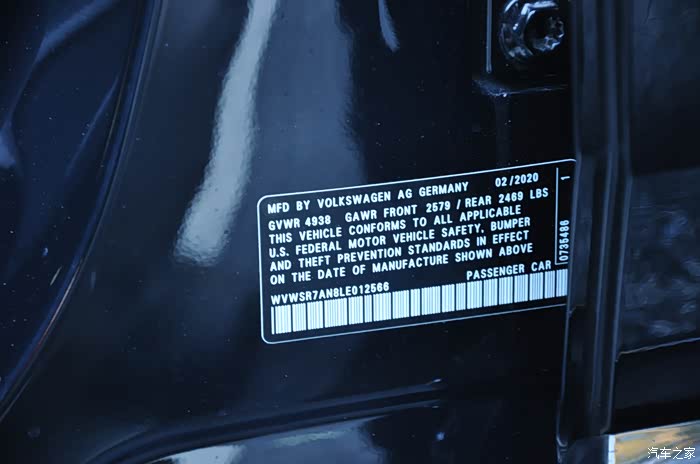 MFD BY VOLKSWAGEN AG GERMANY 02/2020
GVWR 4938 GAWR FRONT 2579 / REAR 2469 LBS
THIS VEHICLE CONFORMS TO ALL APPLICABLE
U.S. FEDERAL MOTOR VEHICLE SAFETY, BUMPER
AND THEFT PREVENTION STANDARDS IN EFFECT
ON THE DATE OF MANUFACTURE SHOWN ABOVE
WVWSR7AN8LE012566 PASSENGER CAR
0735486 1
汽车之家